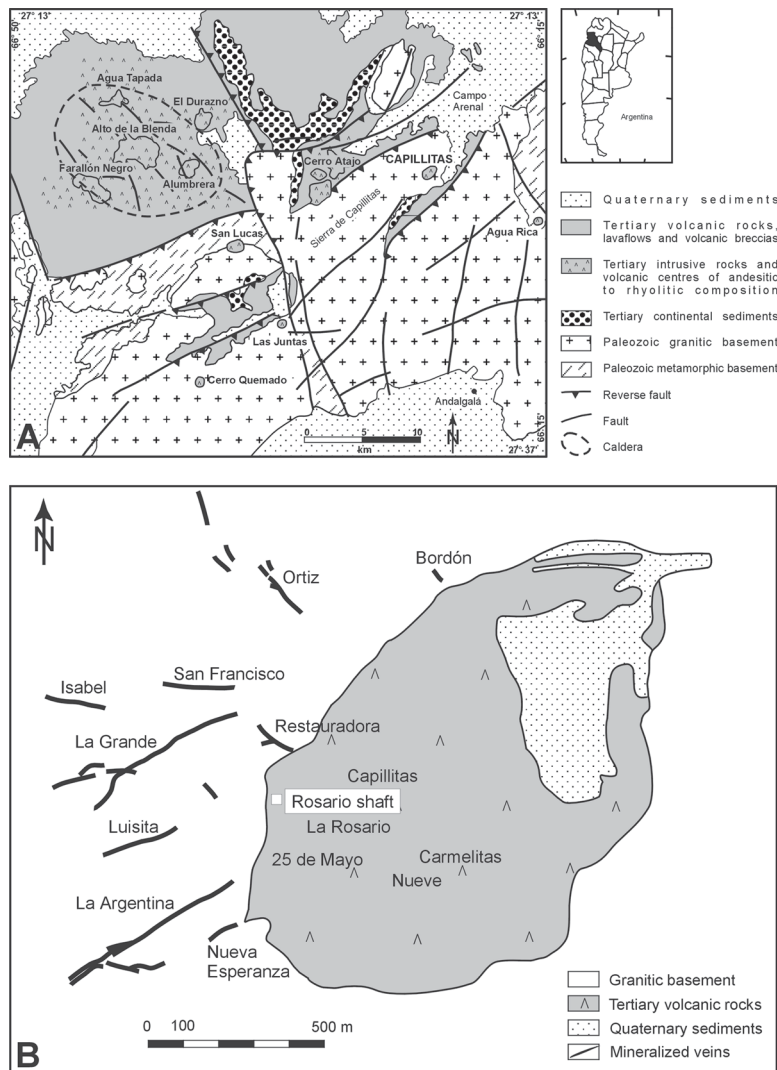 27° 13'
27° 13'
66° 50'
66° 15'
Agua Tapada
El Durazno
Campo
Arenal
Alto de la Blenda
Cerro Atajo
CAPILLITAS
Farallón Negro
Alumbrera
Sierra de Capillitas
San Lucas
Agua Rica
Las Juntas
Cerro Quemado
Andalgalá
66° 15'
A
0 5 10
km
N
27° 37'
Argentina
Quaternary sediments
Tertiary volcanic rocks,
lavaflows and volcanic breccias
Tertiary intrusive rocks and
volcanic centres of andesitic
to rhyolitic composition
Tertiary continental sediments
Paleozoic granitic basement
Paleozoic metamorphic basement
Reverse fault
Fault
Caldera
N
Bordón
Ortiz
San Francisco
Isabel
Restauradora
La Grande
Capillitas
Rosario shaft
Luisita
La Rosario
25 de Mayo
Carmelitas
Nueve
La Argentina
Nueva
Esperanza
Granitic basement
Tertiary volcanic rocks
Quaternary sediments
Mineralized veins
0 100 500 m
B